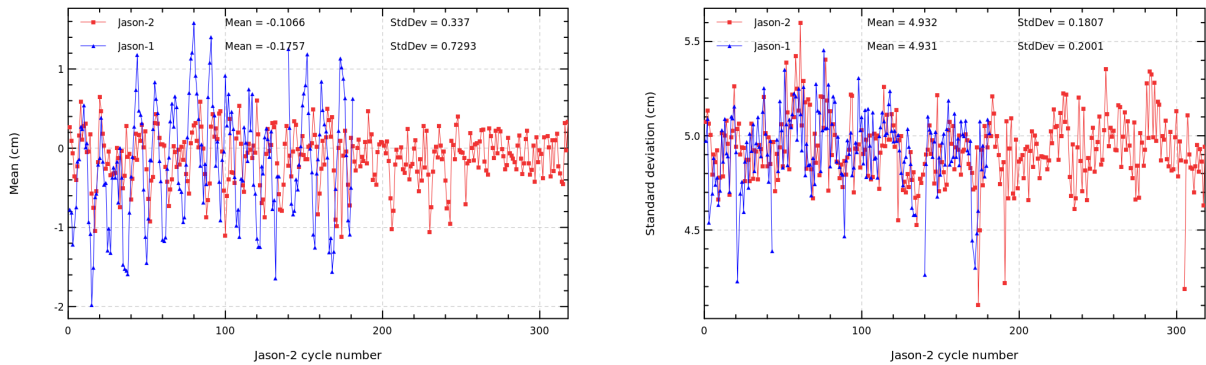 Jason-2 Mean = -0.1066 StdDev = 0.337
Jason-1 Mean = -0.1757 StdDev = 0.7293
1
0
-1
-2
Mean (cm)
0 100 200 300
Jason-2 cycle number
Jason-2 Mean = 4.932 StdDev = 0.1807
Jason-1 Mean = 4.931 StdDev = 0.2001
5.5
5.0
4.5
Standard deviation (cm)
0 100 200 300
Jason-2 cycle number